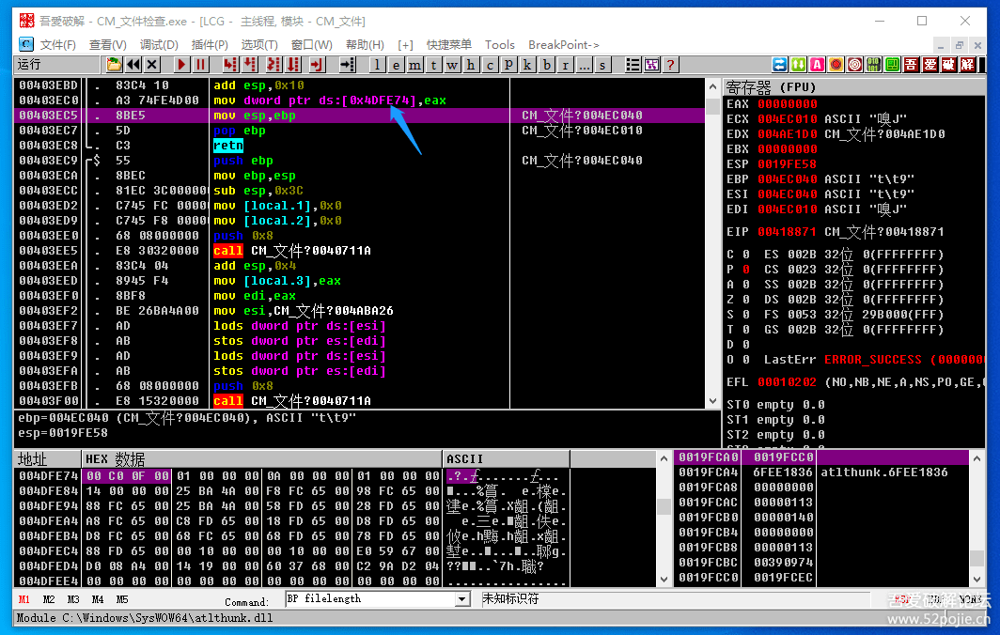 吾爱破解 - CM_文件检查.exe - [LCG - 主线程, 模块 - CM_文件]
文件(F) 查看(V) 调试(D) 插件(P) 选项(T) 窗口(W) 帮助(H) [+] 快捷菜单 Tools BreakPoint->
运行 l e m t w h c p k b r ... s ? 吾 爱 破 解
00403EBD . 83C4 10 add esp,0x10
00403EC0 . A3 74FE4D00 mov dword ptr ds:[0x4DFE74],eax
00403EC5 . 8BE5 mov esp,ebp CM_文件?004EC040
00403EC7 . 5D pop ebp CM_文件?004EC010
00403EC8 . C3 retn
00403EC9 $ 55 push ebp CM_文件?004EC040
00403ECA . 8BEC mov ebp,esp
00403ECC . 81EC 3C00000 sub esp,0x3C
00403ED2 . C745 FC 0000 mov [local.1],0x0
00403ED9 . C745 F8 0000 mov [local.2],0x0
00403EE0 . 68 08000000 push 0x8
00403EE5 . E8 30320000 call CM_文件?0040711A
00403EEA . 83C4 04 add esp,0x4
00403EED . 8945 F4 mov [local.3],eax
00403EF0 . 8BF8 mov edi,eax
00403EF2 . BE 26BA4A00 mov esi,CM_文件?004ABA26
00403EF7 . AD lods dword ptr ds:[esi]
00403EF8 . AB stos dword ptr es:[edi]
00403EF9 . AD lods dword ptr ds:[esi]
00403EFA . AB stos dword ptr es:[edi]
00403EFB . 68 08000000 push 0x8
00403F00 . E8 15320000 call CM_文件?0040711A
ebp=004EC040 (CM_文件?004EC040), ASCII "t\t9"
esp=0019FE58
寄存器 (FPU)
EAX 00000000
ECX 004EC010 ASCII "嗅J"
EDX 004AE1D0 CM_文件?004AE1D0
EBX 00000000
ESP 0019FE58
EBP 004EC040 ASCII "t\t9"
ESI 004EC040 ASCII "t\t9"
EDI 004EC010 ASCII "嗅J"
EIP 00418871 CM_文件?00418871
C 0 ES 002B 32位 0(FFFFFFFF)
P 0 CS 0023 32位 0(FFFFFFFF)
A 0 SS 002B 32位 0(FFFFFFFF)
Z 0 DS 002B 32位 0(FFFFFFFF)
S 0 FS 0053 32位 29B000(FFF)
T 0 GS 002B 32位 0(FFFFFFFF)
D 0
O 0 LastErr ERROR_SUCCESS (0000000
EFL 00010202 (NO,NB,NE,A,NS,PO,GE,
ST0 empty 0.0
ST1 empty 0.0
ST2 empty 0.0
地址 HEX 数据 ASCII
004DFE74 00 C0 0F 00 01 00 00 00 0A 00 00 00 01 00 00 00
004DFE84 14 00 00 00 25 BA 4A 00 F8 FC 65 00 98 FC 65 00
004DFE94 88 FC 65 00 25 BA 4A 00 58 FD 65 00 28 FD 65 00
004DFEA4 A8 FC 65 00 C8 FD 65 00 18 FD 65 00 D8 FD 65 00
004DFEB4 D8 FC 65 00 68 FC 65 00 68 FD 65 00 78 FD 65 00
004DFEC4 88 FD 65 00 00 10 00 00 00 10 00 00 E0 59 67 00
004DFED4 D0 08 A4 00 14 19 00 00 60 37 68 00 C2 9A D2 04
004DFEE4 00 00 00 00 00 00 00 00 00 00 00 00 00 00 00 00
0019FCA0 0019FCC0
0019FCA4 6FEE1836 atlthunk.6FEE1836
0019FCA8 00000000
0019FCAC 00000113
0019FCB0 00000140
0019FCB4 00000000
0019FCB8 00000113
0019FCBC 00390974
0019FCC0 0019FCEC
M1 M2 M3 M4 M5 Command: BP filelength 未知标识符
Module C:\Windows\SysWOW64\atlthunk.dll
吾爱破解论坛
www.52pojie.cn